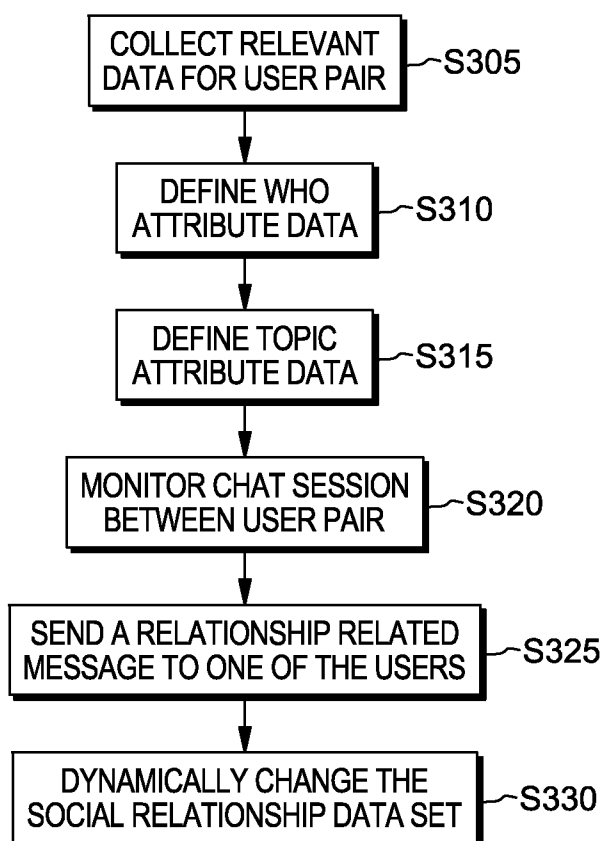 COLLECT RELEVANT
DATA FOR USER PAIR
S305
DEFINE WHO
ATTRIBUTE DATA
S310
DEFINE TOPIC
ATTRIBUTE DATA
S315
MONITOR CHAT SESSION
BETWEEN USER PAIR
S320
SEND A RELATIONSHIP RELATED
MESSAGE TO ONE OF THE USERS
S325
DYNAMICALLY CHANGE THE
SOCIAL RELATIONSHIP DATA SET
S330